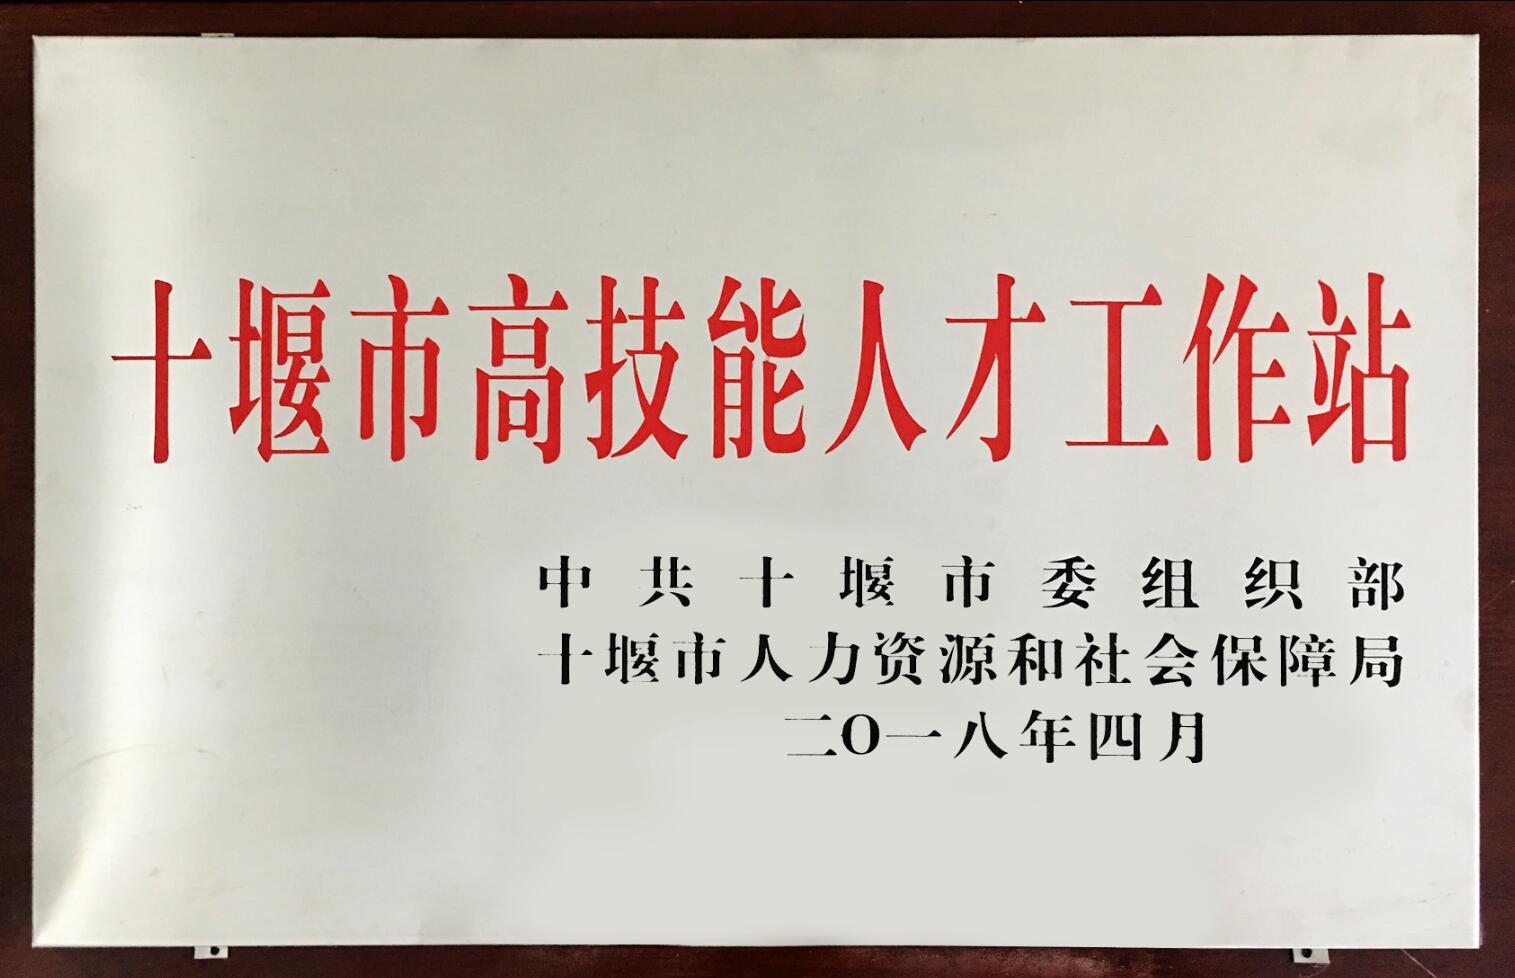 十堰市高技能人才工作站
中共十堰市委组织部
十堰市人力资源和社会保障局
二O一八年四月